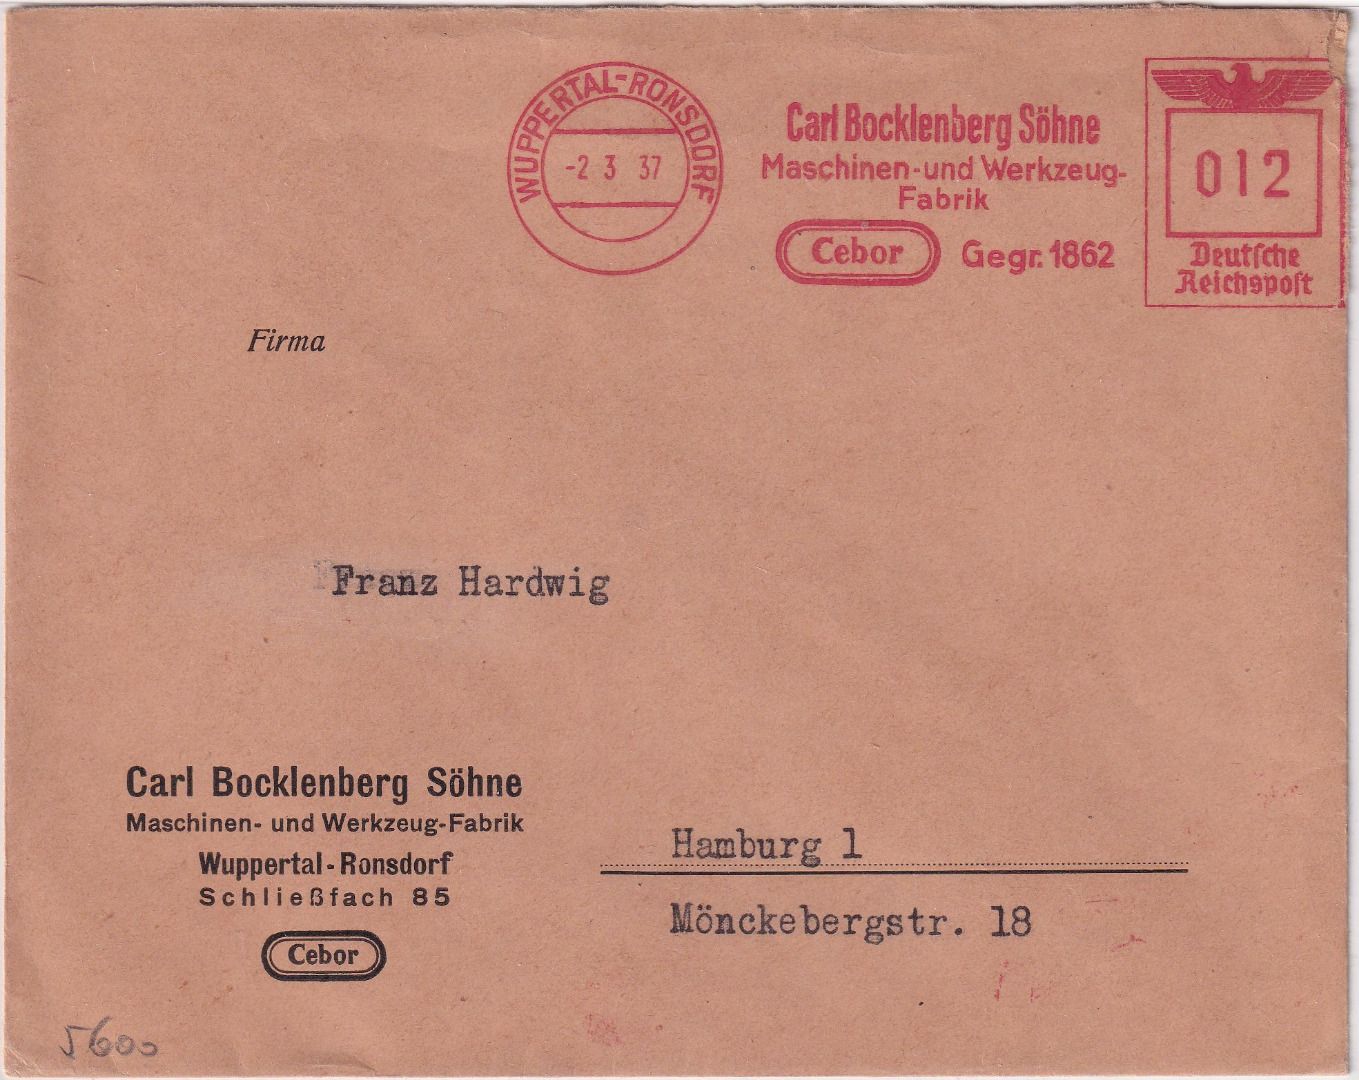 WUPPERTAL-RONSDORF
-2 3 37
Carl Bocklenberg Söhne
Maschinen-und Werkzeug-
Fabrik
Cebor Gegr. 1862
012
Deutsche
Reichspost
Firma
Franz Hardwig
Carl Bocklenberg Söhne
Maschinen- und Werkzeug-Fabrik
Wuppertal-Ronsdorf
Schließfach 85
Cebor
Hamburg 1
Mönckebergstr. 18
5600